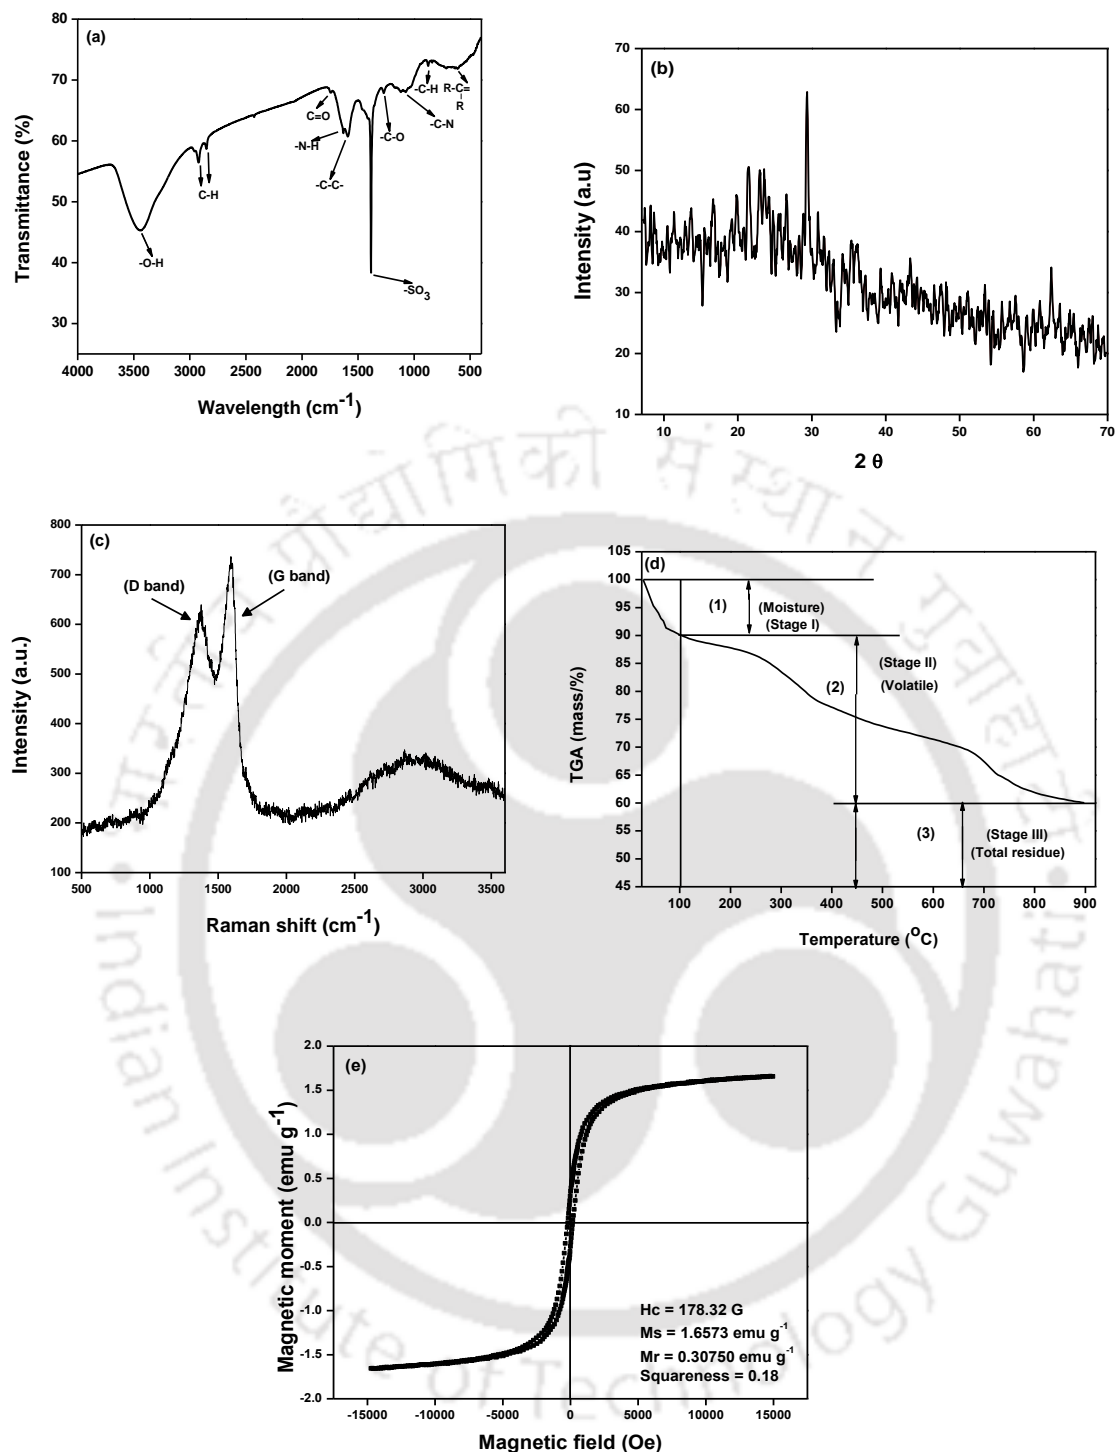 (a)
80
70
60
50
40
30
Transmittance (%)
C=O
-N-H
-C-C-
C-H
-O-H
-SO3
-C-O
-C-N
-C-H
R-C=
R
4000 3500 3000 2500 2000 1500 1000 500
Wavelength (cm-1)
(b)
70
60
50
40
30
20
10
Intensity (a.u)
10 20 30 40 50 60 70
2 θ
(c)
800
700
600
500
400
300
200
100
Intensity (a.u.)
(D band)
(G band)
500 1000 1500 2000 2500 3000 3500
Raman shift (cm-1)
(d)
105
100
95
90
85
80
75
70
65
60
55
50
45
TGA (mass/%)
(1)
(Moisture)
(Stage I)
(Stage II)
(2)
(Volatile)
(3)
(Stage III)
(Total residue)
100 200 300 400 500 600 700 800 900
Temperature (OC)
(e)
2.0
1.5
1.0
0.5
0.0
-0.5
-1.0
-1.5
-2.0
Magnetic moment (emu g-1)
Hc = 178.32 G
Ms = 1.6573 emu g-1
Mr = 0.30750 emu g-1
Squareness = 0.18
-15000 -10000 -5000 0 5000 10000 15000
Magnetic field (Oe)
Indian Institute of Technology Guwahati